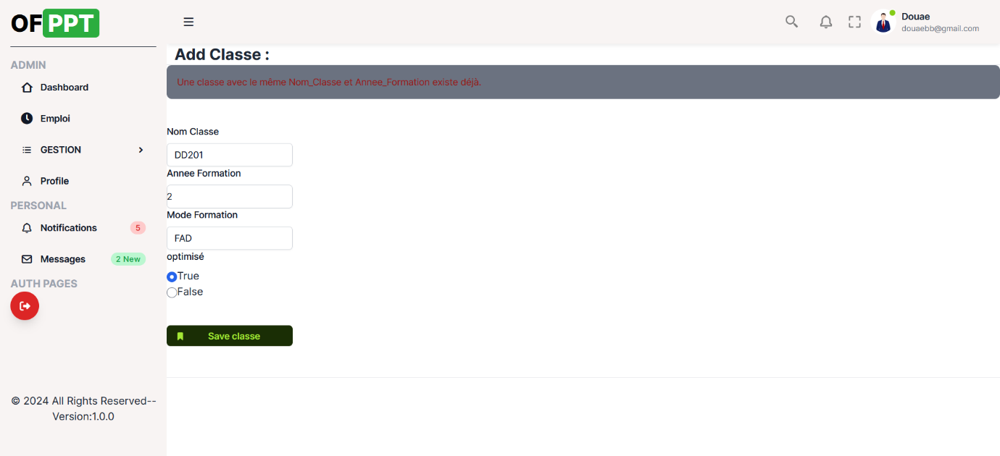 OFPPT
Douae
douaebb@gmail.com
ADMIN
Dashboard
Emploi
GESTION
Profile
PERSONAL
Notifications 5
Messages 2 New
AUTH PAGES
© 2024 All Rights Reserved--
Version:1.0.0
Add Classe :
Une classe avec le même Nom_Classe et Annee_Formation existe déjà.
Nom Classe
DD201
Annee Formation
2
Mode Formation
FAD
optimisé
True
False
Save classe